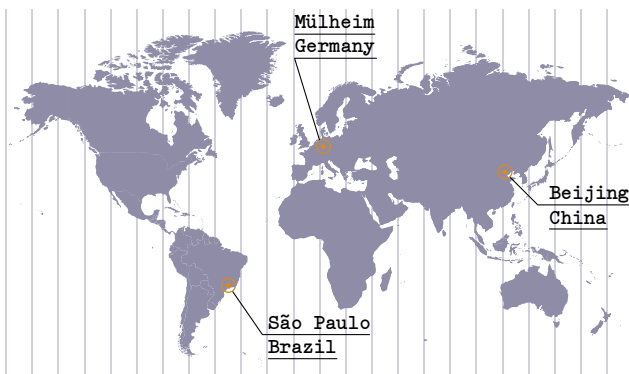 Mülheim
Germany
Beijing
China
São Paulo
Brazil